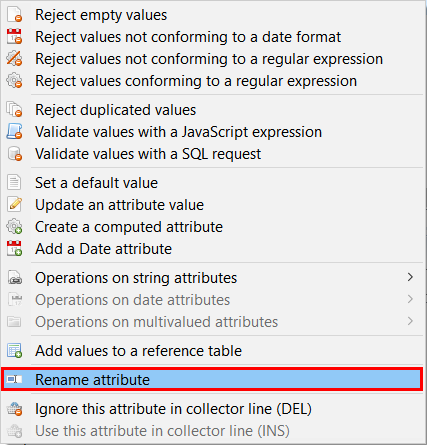 Reject empty values
Reject values not conforming to a date format
Reject values not conforming to a regular expression
Reject values conforming to a regular expression
Reject duplicated values
Validate values with a JavaScript expression
Validate values with a SQL request
Set a default value
Update an attribute value
Create a computed attribute
Add a Date attribute
Operations on string attributes
Operations on date attributes
Operations on multivalued attributes
Add values to a reference table
Rename attribute
Ignore this attribute in collector line (DEL)
Use this attribute in collector line (INS)